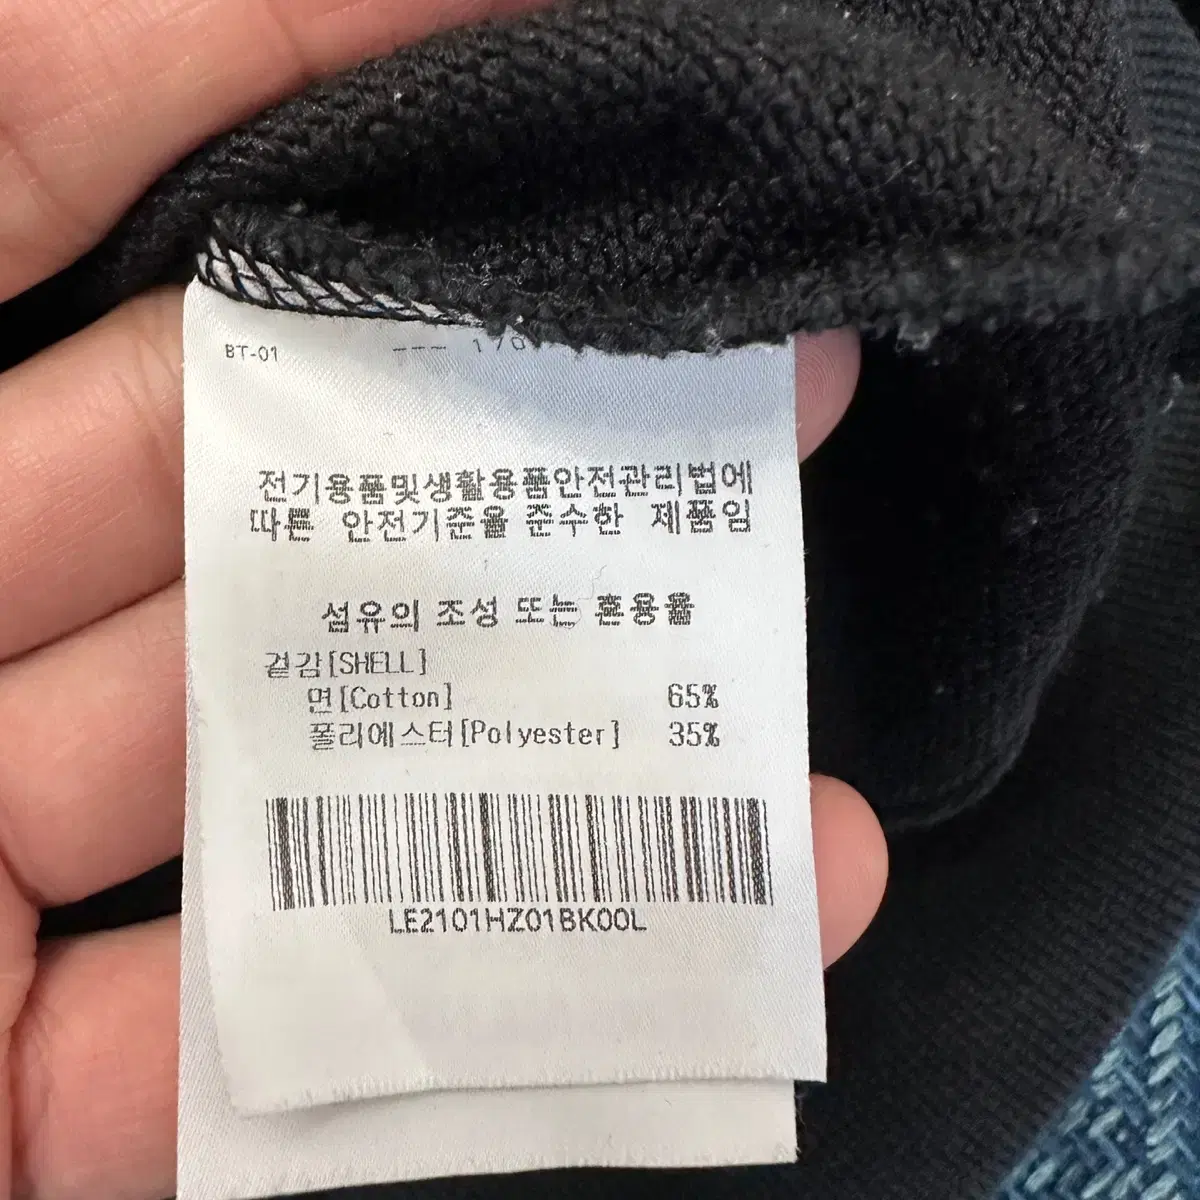 BT-01 --- 170
전기용품및생활용품안전관리법에
따른 안전기준을 준수한 제품임
섬유의 조성 또는 혼용율
겉감[SHELL]
면[Cotton] 65%
폴리에스터[Polyester] 35%
LE2101HZ01BK00L